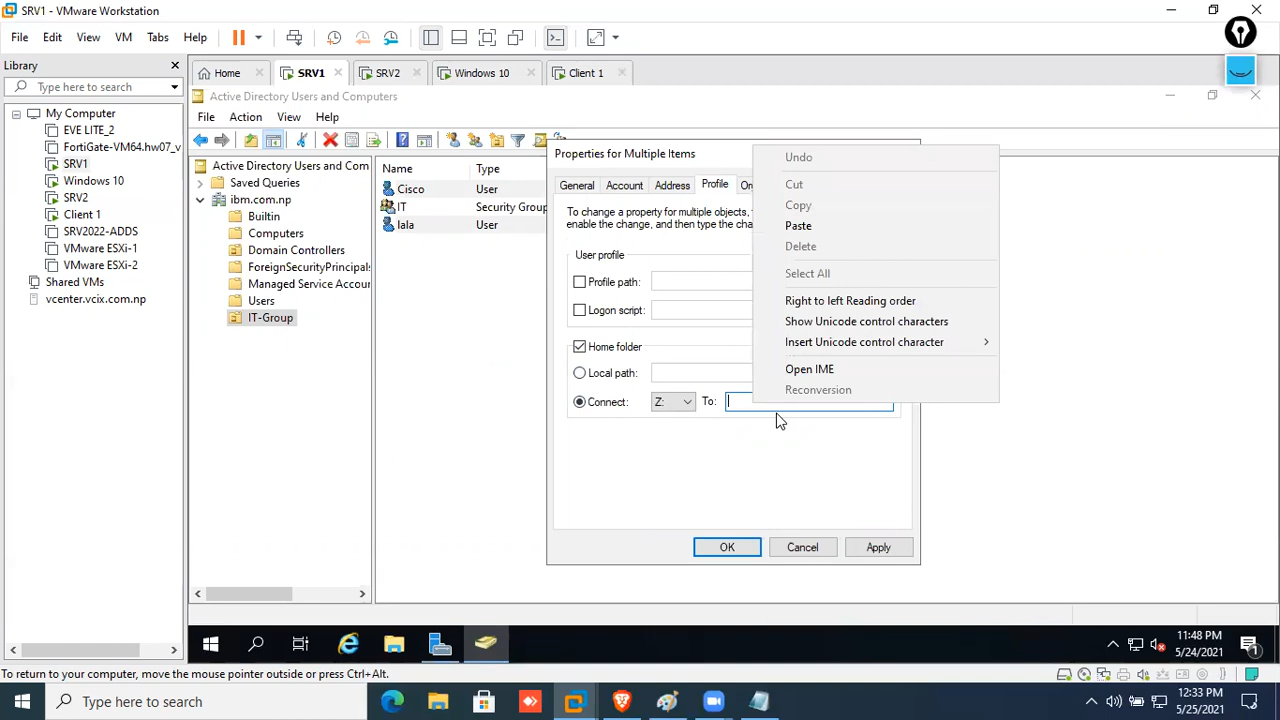 SRV1 - VMware Workstation
File Edit View VM Tabs Help
Library
Type here to search
My Computer
EVE LITE_2
FortiGate-VM64.hw07_v
SRV1
Windows 10
SRV2
Client 1
SRV2022-ADDS
VMware ESXi-1
VMware ESXi-2
Shared VMs
vcenter.vcix.com.np
Home SRV1 SRV2 Windows 10 Client 1
Active Directory Users and Computers
File Action View Help
Active Directory Users and Com
Saved Queries
ibm.com.np
Builtin
Computers
Domain Controllers
ForeignSecurityPrincipals
Managed Service Accou
Users
IT-Group
Name Type
Cisco User
IT Security Group
lala User
Properties for Multiple Items
General Account Address Profile Or
To change a property for multiple objects,
enable the change, and then type the cha
User profile
Profile path:
Logon script:
Home folder
Local path:
Connect: Z: To:
OK Cancel Apply
Undo
Cut
Copy
Paste
Delete
Select All
Right to left Reading order
Show Unicode control characters
Insert Unicode control character
Open IME
Reconversion
11:48 PM
5/24/2021
1
To return to your computer, move the mouse pointer outside or press Ctrl+Alt.
Type here to search
12:33 PM
5/25/2021